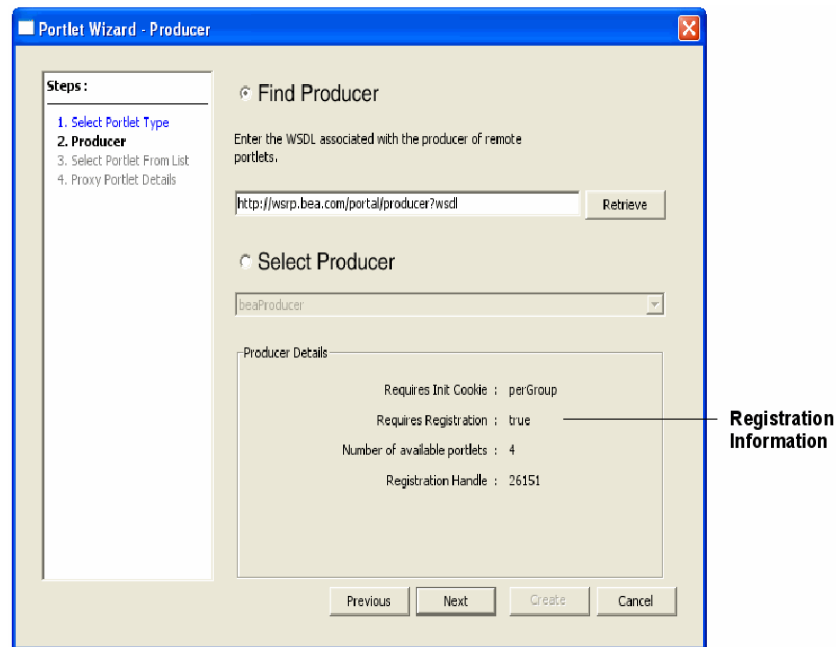 Portlet Wizard - Producer
Steps:
1. Select Portlet Type
2. Producer
3. Select Portlet From List
4. Proxy Portlet Details
Find Producer
Enter the WSDL associated with the producer of remote
portlets.
http://wsrp.bea.com/portal/producer?wsdl
Retrieve
Select Producer
beaProducer
Producer Details
Requires Init Cookie : perGroup
Requires Registration : true
Number of available portlets : 4
Registration Handle : 26151
Registration
Information
Previous Next Create Cancel